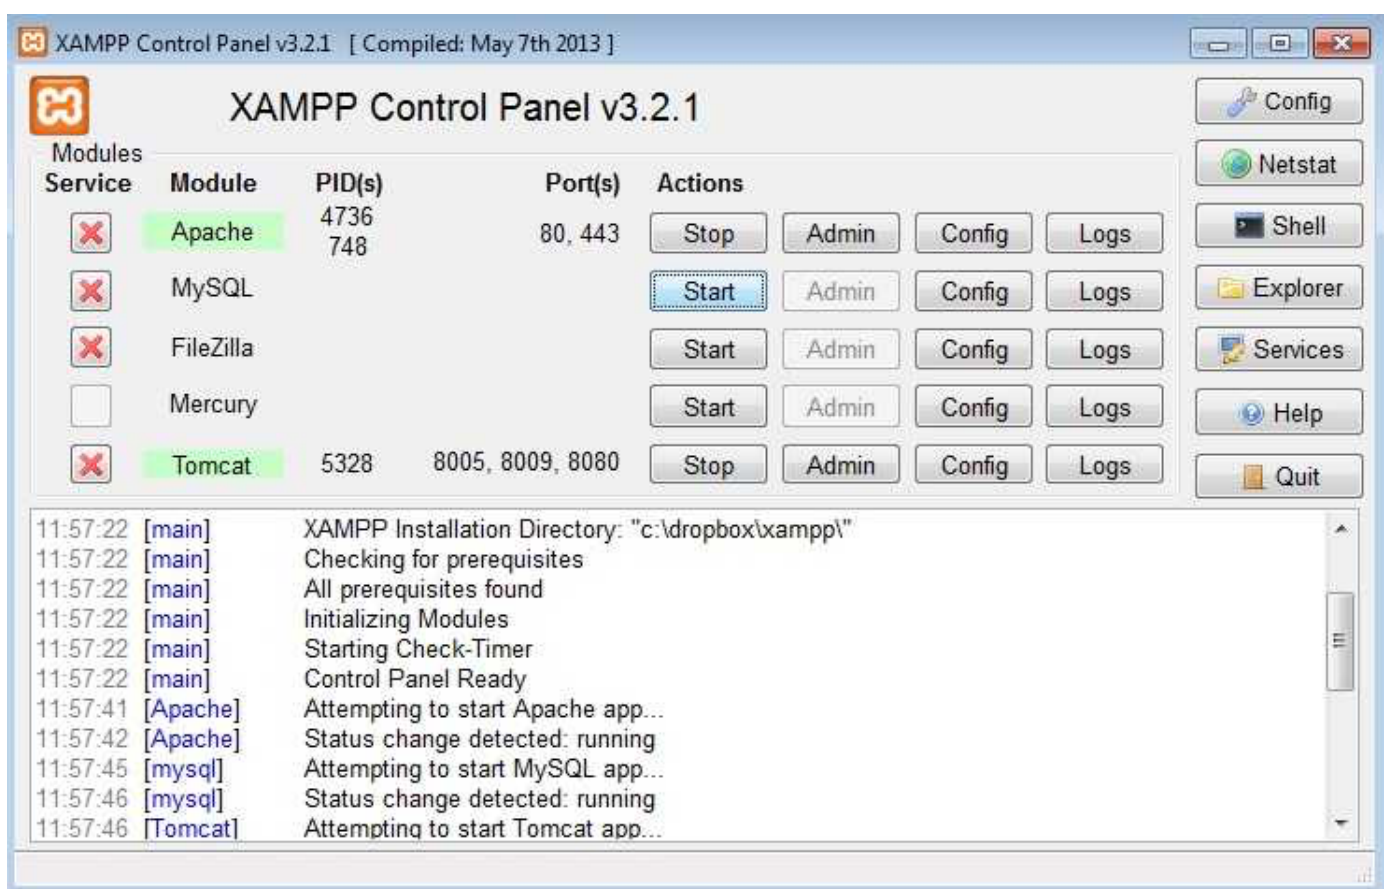 XAMPP Control Panel v3.2.1 [ Compiled: May 7th 2013 ]
XAMPP Control Panel v3.2.1
Config
Netstat
Shell
Explorer
Services
Help
Quit
Modules
Service Module PID(s) Port(s) Actions
Apache 4736 748 80, 443 Stop Admin Config Logs
MySQL Start Admin Config Logs
FileZilla Start Admin Config Logs
Mercury Start Admin Config Logs
Tomcat 5328 8005, 8009, 8080 Stop Admin Config Logs
11:57:22 [main] XAMPP Installation Directory: "c:\dropbox\xampp\"
11:57:22 [main] Checking for prerequisites
11:57:22 [main] All prerequisites found
11:57:22 [main] Initializing Modules
11:57:22 [main] Starting Check-Timer
11:57:22 [main] Control Panel Ready
11:57:41 [Apache] Attempting to start Apache app...
11:57:42 [Apache] Status change detected: running
11:57:45 [mysql] Attempting to start MySQL app...
11:57:46 [mysql] Status change detected: running
11:57:46 [Tomcat] Attempting to start Tomcat app...